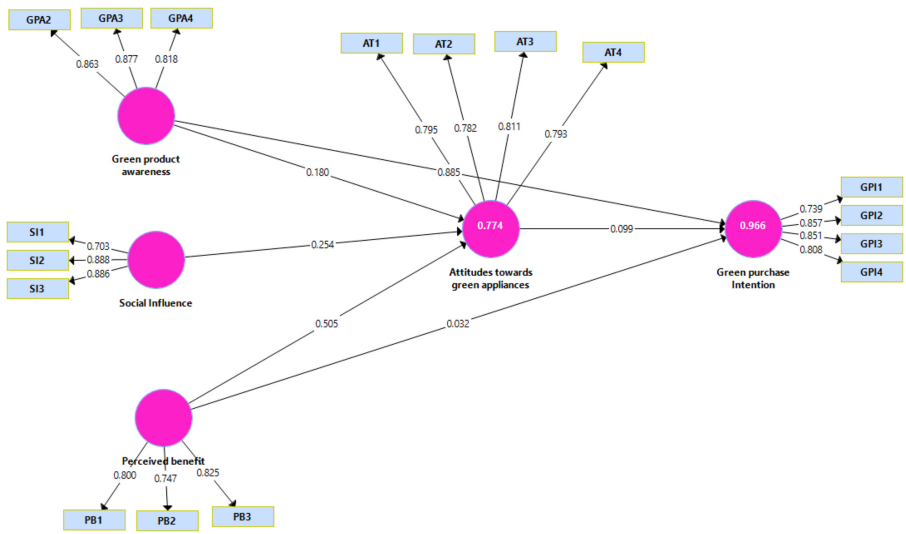 GPA2
GPA3
GPA4
0.863
0.877
0.818
Green product
awareness
AT1
AT2
AT3
AT4
0.795
0.782
0.811
0.793
0.180
0.885
SI1
SI2
SI3
0.703
0.888
0.886
Social Influence
0.254
0.774
Attitudes towards
green appliances
0.099
0.966
Green purchase
Intention
GPI1
GPI2
GPI3
GPI4
0.739
0.857
0.851
0.808
0.505
0.032
Perceived benefit
0.800
0.747
0.825
PB1
PB2
PB3